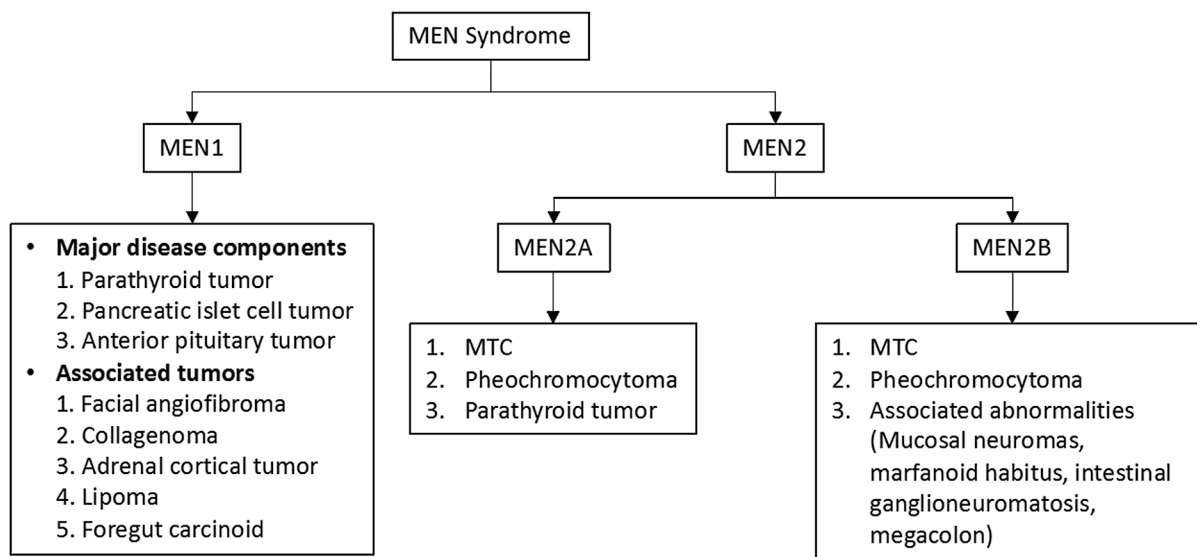 MEN Syndrome
MEN1
MEN2
MEN2A
MEN2B
• Major disease components
1. Parathyroid tumor
2. Pancreatic islet cell tumor
3. Anterior pituitary tumor
• Associated tumors
1. Facial angiofibroma
2. Collagenoma
3. Adrenal cortical tumor
4. Lipoma
5. Foregut carcinoid
1. MTC
2. Pheochromocytoma
3. Parathyroid tumor
1. MTC
2. Pheochromocytoma
3. Associated abnormalities
(Mucosal neuromas,
marfanoid habitus, intestinal
ganglioneuromatosis,
megacolon)